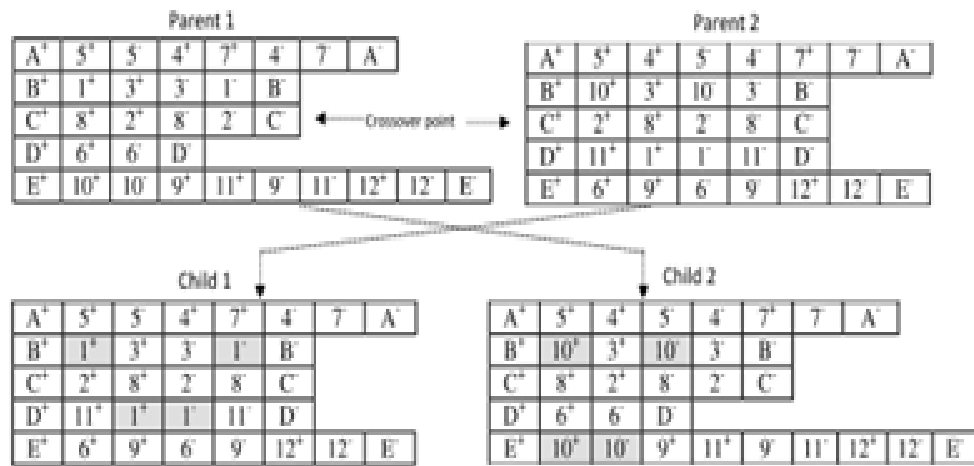 Parent 1
Parent 2
A⁺ 5⁺ 5⁻ 4⁺ 7⁺ 4⁻ 7⁻ A⁻
B⁺ 1⁺ 3⁺ 3⁻ 1⁻ B⁻
C⁺ 8⁺ 2⁺ 8⁻ 2⁻ C⁻
D⁺ 6⁺ 6⁻ D⁻
E⁺ 10⁺ 10⁻ 9⁺ 11⁺ 9⁻ 11⁻ 12⁺ 12⁻ E⁻
Crossover point
A⁺ 5⁺ 4⁺ 5⁻ 4⁻ 7⁺ 7⁻ A⁻
B⁺ 10⁺ 3⁺ 10⁻ 3⁻ B⁻
C⁺ 2⁺ 8⁺ 2⁻ 8⁻ C⁻
D⁺ 11⁺ 1⁺ 1⁻ 11⁻ D⁻
E⁺ 6⁺ 9⁺ 6⁻ 9⁻ 12⁺ 12⁻ E⁻
Child 1
Child 2
A⁺ 5⁺ 5⁻ 4⁺ 7⁺ 4⁻ 7⁻ A⁻
B⁺ 1⁺ 3⁺ 3⁻ 1⁻ B⁻
C⁺ 2⁺ 8⁺ 2⁻ 8⁻ C⁻
D⁺ 11⁺ 1⁺ 1⁻ 11⁻ D⁻
E⁺ 6⁺ 9⁺ 6⁻ 9⁻ 12⁺ 12⁻ E⁻
A⁺ 5⁺ 4⁺ 5⁻ 4⁻ 7⁺ 7⁻ A⁻
B⁺ 10⁺ 3⁺ 10⁻ 3⁻ B⁻
C⁺ 8⁺ 2⁺ 8⁻ 2⁻ C⁻
D⁺ 6⁺ 6⁻ D⁻
E⁺ 10⁺ 10⁻ 9⁺ 11⁺ 9⁻ 11⁻ 12⁺ 12⁻ E⁻